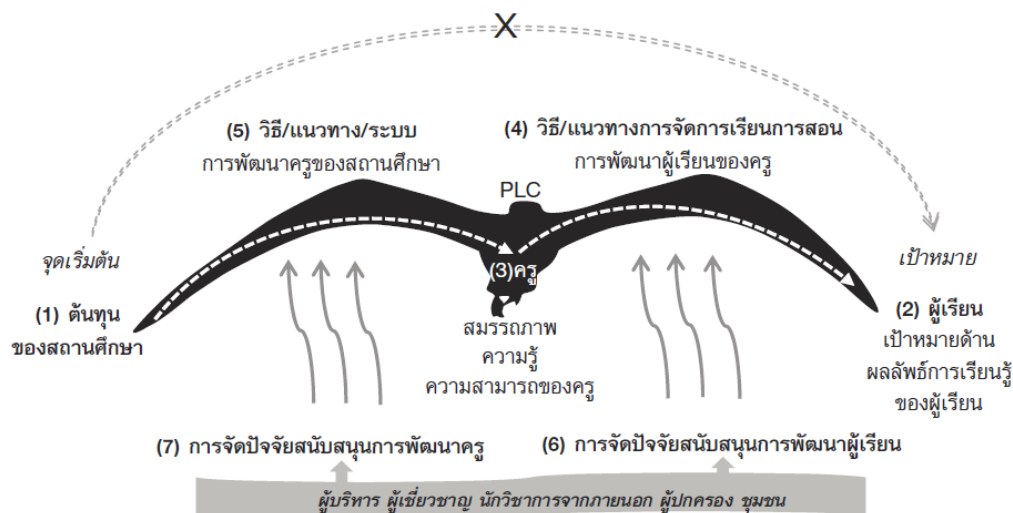 X
(5) วิธี/แนวทาง/ระบบ
การพัฒนาครูของสถานศึกษา
(4) วิธี/แนวทางการจัดการเรียนการสอน
การพัฒนาผู้เรียนของครู
PLC
จุดเริ่มต้น
เป้าหมาย
(3)ครู
(1) ต้นทุน
ของสถานศึกษา
(2) ผู้เรียน
เป้าหมายด้าน
ผลลัพธ์การเรียนรู้
ของผู้เรียน
สมรรถภาพ
ความรู้
ความสามารถของครู
(7) การจัดปัจจัยสนับสนุนการพัฒนาครู
(6) การจัดปัจจัยสนับสนุนการพัฒนาผู้เรียน
ผู้บริหาร ผู้เชี่ยวชาญ นักวิชาการจากภายนอก ผู้ปกครอง ชุมชน